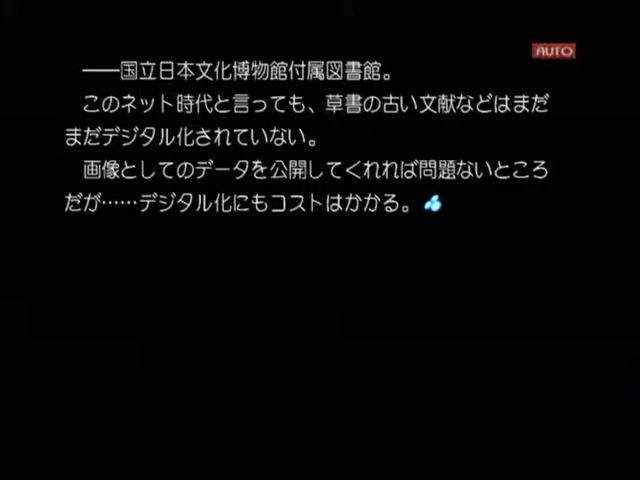 AUTO
――国立日本文化博物館付属図書館。
このネット時代と言っても、草書の古い文献などはまだ
まだデジタル化されていない。
画像としてのデータを公開してくれれば問題ないところ
だが……デジタル化にもコストはかかる。